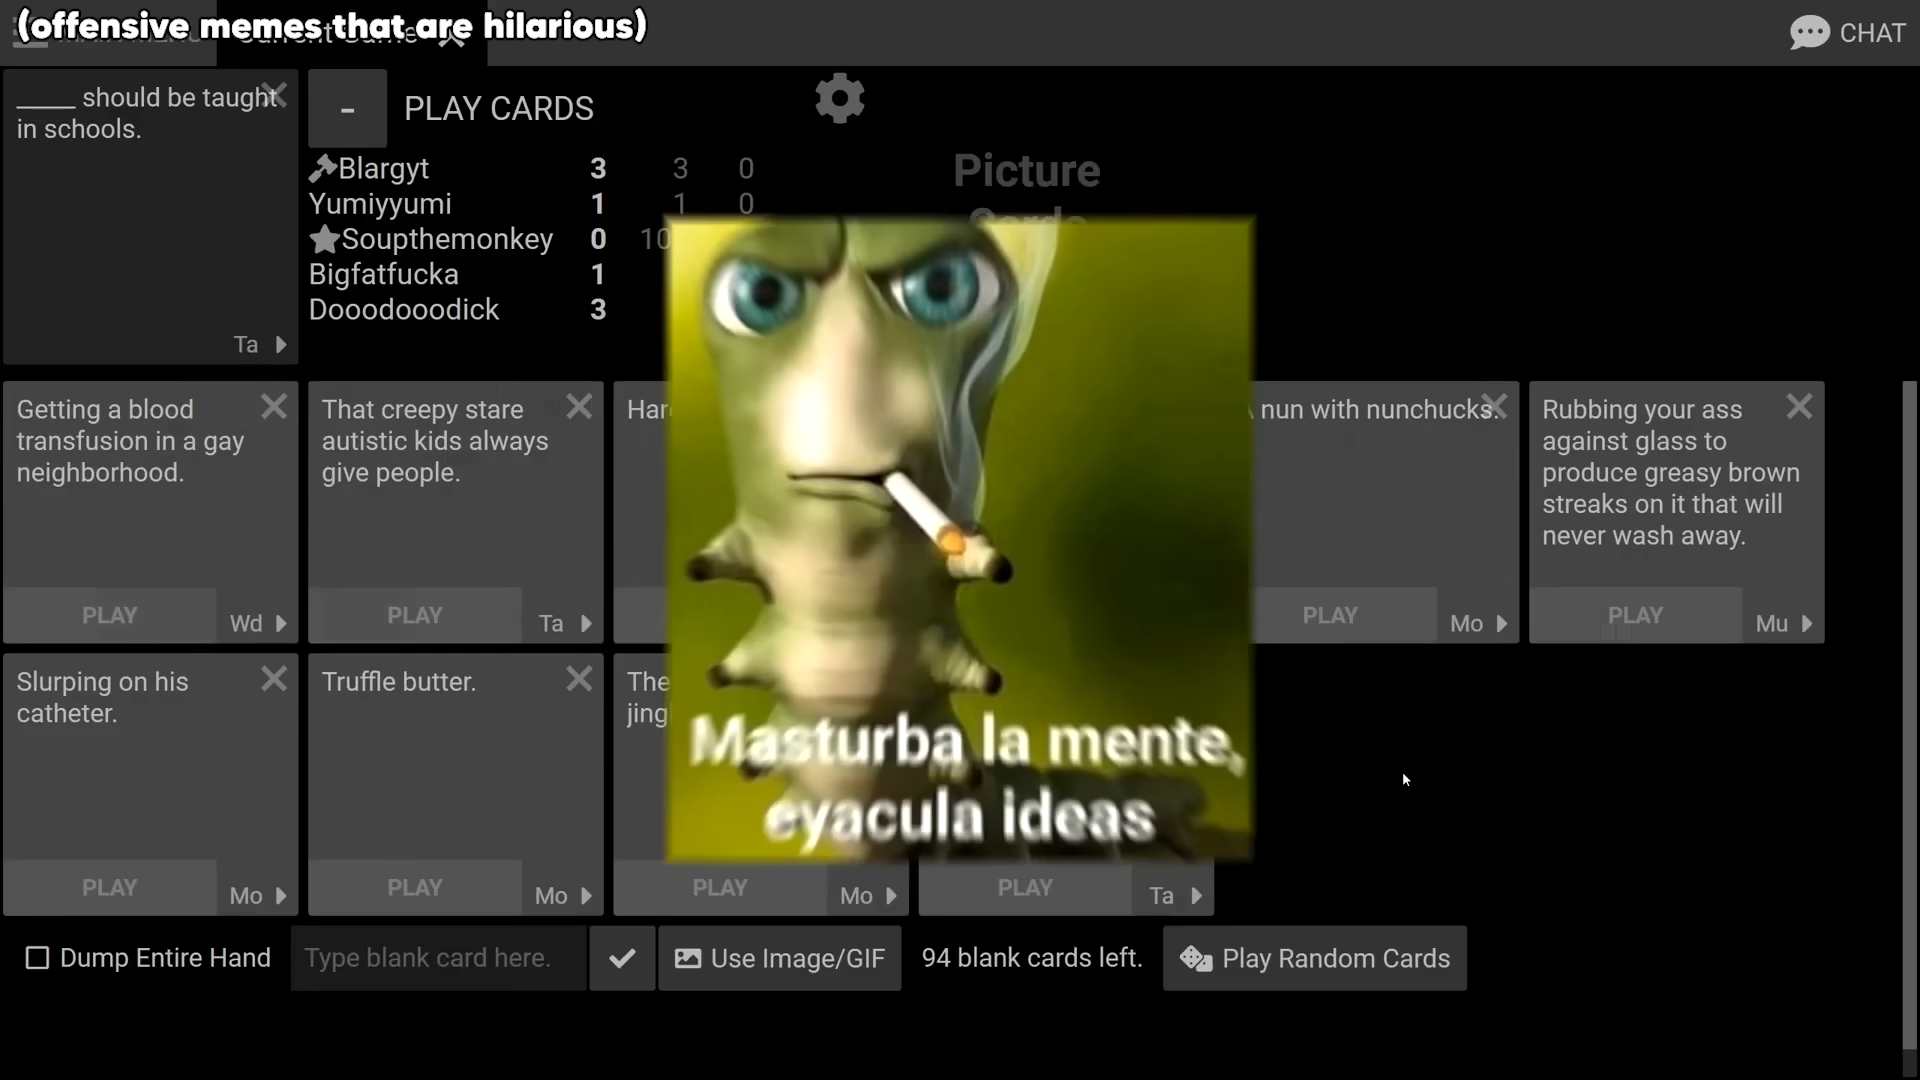 (offensive memes that are hilarious)
Current Game
CHAT
_____ should be taught
in schools.
Ta
-
PLAY CARDS
Blargyt 3 3 0
Yumiyyumi 1 1 0
Soupthemonkey 0 10
Bigfatfucka 1
Dooodooodick 3
Picture
Cards
Getting a blood
transfusion in a gay
neighborhood.
PLAY
Wd
That creepy stare
autistic kids always
give people.
PLAY
Ta
nun with nunchucks.
PLAY
Mo
Rubbing your ass
against glass to
produce greasy brown
streaks on it that will
never wash away.
PLAY
Mu
Slurping on his
catheter.
PLAY
Mo
Truffle butter.
PLAY
Mo
The
PLAY
Mo
PLAY
Ta
Masturba la mente,
eyacula ideas
Dump Entire Hand
Type blank card here.
Use Image/GIF
94 blank cards left.
Play Random Cards